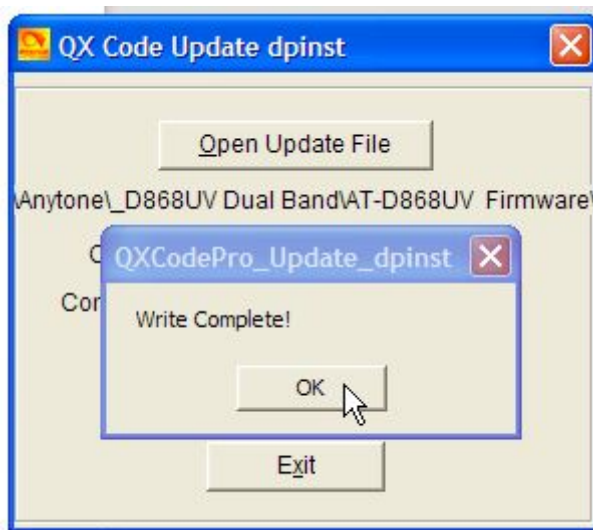 QX Code Update dpinst
Open Update File
\Anytone\_D868UV Dual Band\AT-D868UV Firmware\
QXCodePro_Update_dpinst
Write Complete!
OK
Exit